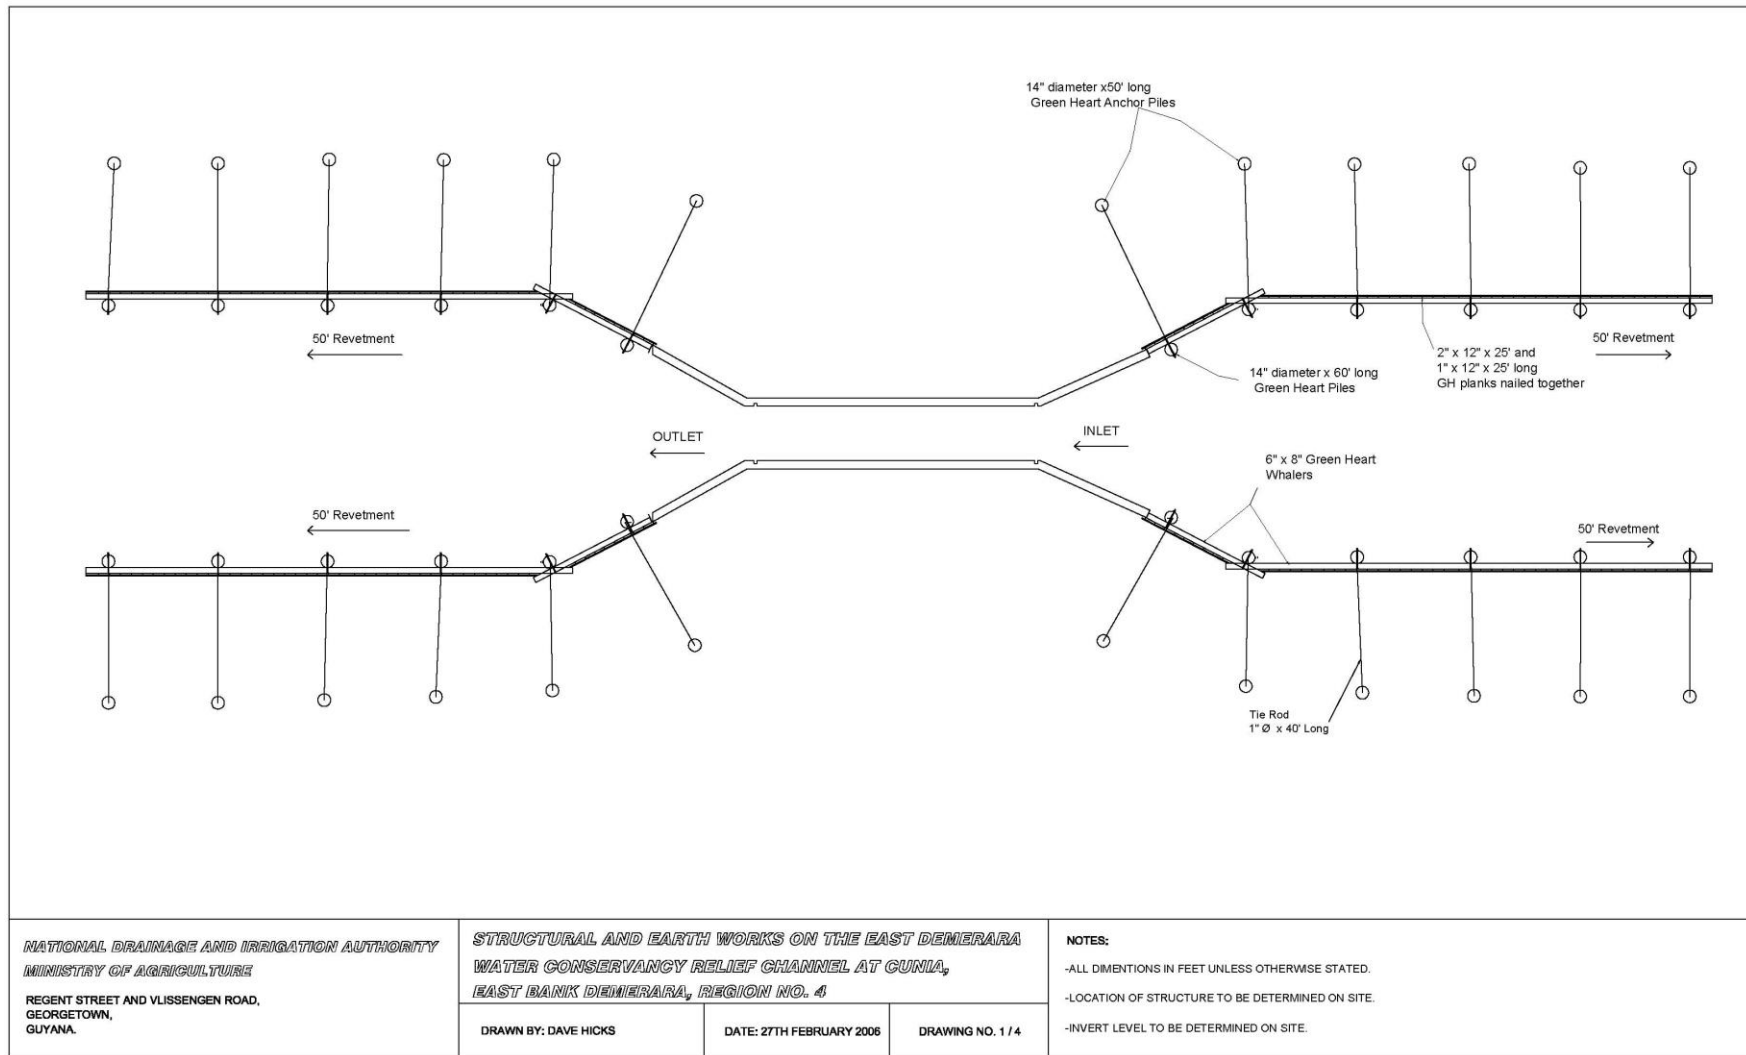 14" diameter x50' long
Green Heart Anchor Piles
50' Revetment
14" diameter x 60' long
Green Heart Piles
2" x 12" x 25' and
1" x 12" x 25' long
GH planks nailed together
50' Revetment
OUTLET
INLET
6" x 8" Green Heart
Whalers
50' Revetment
50' Revetment
Tie Rod
1" Ø x 40' Long
NATIONAL DRAINAGE AND IRRIGATION AUTHORITY
MINISTRY OF AGRICULTURE
REGENT STREET AND VLISSENGEN ROAD,
GEORGETOWN,
GUYANA.
STRUCTURAL AND EARTH WORKS ON THE EAST DEMERARA
WATER CONSERVANCY RELIEF CHANNEL AT CUNIA,
EAST BANK DEMERARA, REGION NO. 4
DRAWN BY: DAVE HICKS
DATE: 27TH FEBRUARY 2006
DRAWING NO. 1 / 4
NOTES:
-ALL DIMENTIONS IN FEET UNLESS OTHERWISE STATED.
-LOCATION OF STRUCTURE TO BE DETERMINED ON SITE.
-INVERT LEVEL TO BE DETERMINED ON SITE.